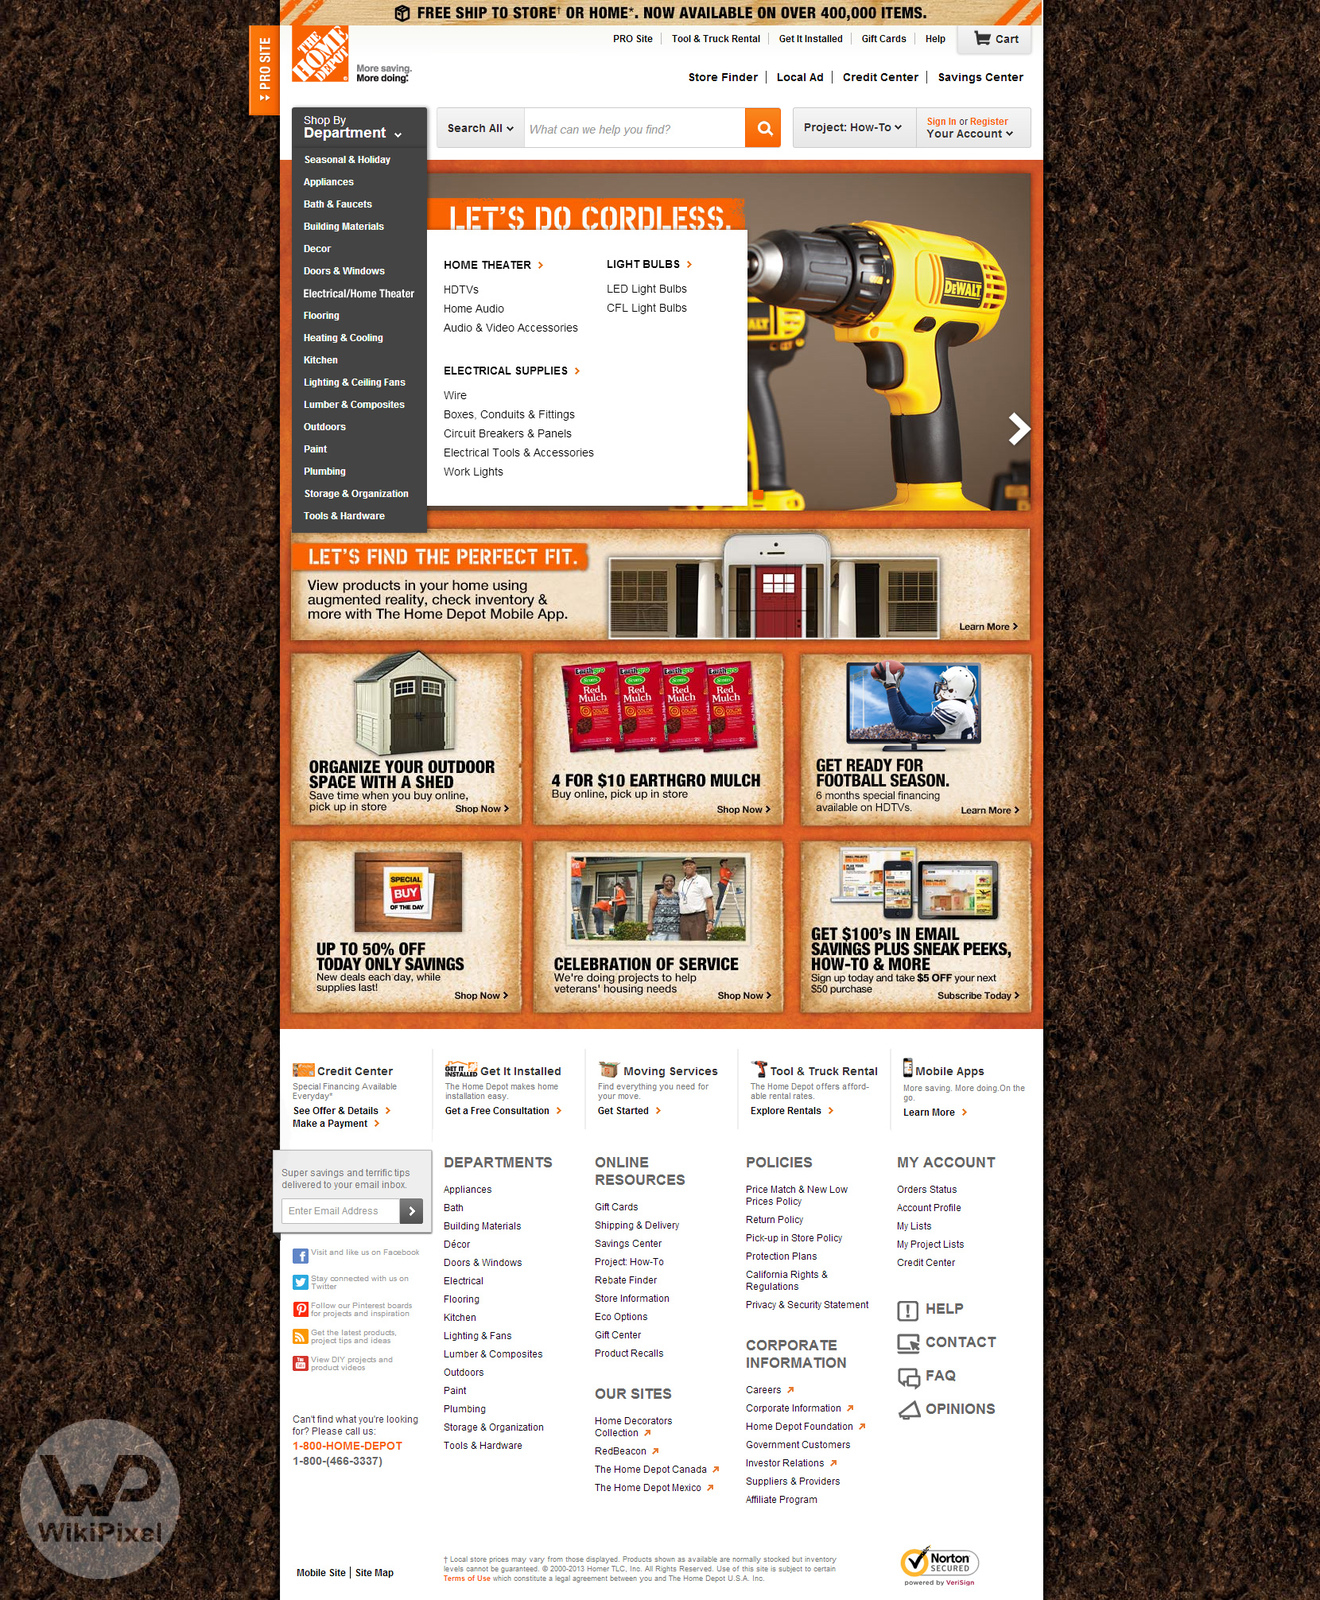 FREE SHIP TO STORE† OR HOME*. NOW AVAILABLE ON OVER 400,000 ITEMS.
PRO SITE
THE HOME DEPOT
More saving.
More doing.
PRO Site
Tool & Truck Rental
Get It Installed
Gift Cards
Help
Cart
Store Finder
Local Ad
Credit Center
Savings Center
Shop By
Department
Search All
What can we help you find?
Project: How-To
Sign In or Register
Your Account
Seasonal & Holiday
Appliances
Bath & Faucets
Building Materials
Decor
Doors & Windows
Electrical/Home Theater
Flooring
Heating & Cooling
Kitchen
Lighting & Ceiling Fans
Lumber & Composites
Outdoors
Paint
Plumbing
Storage & Organization
Tools & Hardware
LET'S DO CORDLESS.
HOME THEATER
HDTVs
Home Audio
Audio & Video Accessories
LIGHT BULBS
LED Light Bulbs
CFL Light Bulbs
ELECTRICAL SUPPLIES
Wire
Boxes, Conduits & Fittings
Circuit Breakers & Panels
Electrical Tools & Accessories
Work Lights
DEWALT
LET'S FIND THE PERFECT FIT.
View products in your home using
augmented reality, check inventory &
more with The Home Depot Mobile App.
Learn More
ORGANIZE YOUR OUTDOOR
SPACE WITH A SHED
Save time when you buy online,
pick up in store
Shop Now
Earthgro
Scotts
Red
Mulch
Earthgro
Scotts
Red
Mulch
Earthgro
Scotts
Red
Mulch
Earthgro
Scotts
Red
Mulch
4 FOR $10 EARTHGRO MULCH
Buy online, pick up in store
Shop Now
GET READY FOR
FOOTBALL SEASON.
6 months special financing
available on HDTVs.
Learn More
SPECIAL
BUY
OF THE DAY
UP TO 50% OFF
TODAY ONLY SAVINGS
New deals each day, while
supplies last!
Shop Now
CELEBRATION OF SERVICE
We're doing projects to help
veterans' housing needs
Shop Now
GET $100's IN EMAIL
SAVINGS PLUS SNEAK PEEKS,
HOW-TO & MORE
Sign up today and take $5 OFF your next
$50 purchase
Subscribe Today
Credit Center
Special Financing Available
Everyday*
See Offer & Details
Make a Payment
GET IT
INSTALLED
Get It Installed
The Home Depot makes home
installation easy.
Get a Free Consultation
Moving Services
Find everything you need for
your move.
Get Started
Tool & Truck Rental
The Home Depot offers afford-
able rental rates.
Explore Rentals
Mobile Apps
More saving. More doing.On the
go.
Learn More
Super savings and terrific tips
delivered to your email inbox.
Enter Email Address
Visit and like us on Facebook
Stay connected with us on
Twitter
Follow our Pinterest boards
for projects and inspiration
Get the latest products,
project tips and ideas
View DIY projects and
product videos
Can't find what you're looking
for? Please call us:
1-800-HOME-DEPOT
1-800-(466-3337)
DEPARTMENTS
Appliances
Bath
Building Materials
Décor
Doors & Windows
Electrical
Flooring
Kitchen
Lighting & Fans
Lumber & Composites
Outdoors
Paint
Plumbing
Storage & Organization
Tools & Hardware
ONLINE
RESOURCES
Gift Cards
Shipping & Delivery
Savings Center
Project: How-To
Rebate Finder
Store Information
Eco Options
Gift Center
Product Recalls
OUR SITES
Home Decorators
Collection
RedBeacon
The Home Depot Canada
The Home Depot Mexico
POLICIES
Price Match & New Low
Prices Policy
Return Policy
Pick-up in Store Policy
Protection Plans
California Rights &
Regulations
Privacy & Security Statement
CORPORATE
INFORMATION
Careers
Corporate Information
Home Depot Foundation
Government Customers
Investor Relations
Suppliers & Providers
Affiliate Program
MY ACCOUNT
Orders Status
Account Profile
My Lists
My Project Lists
Credit Center
HELP
CONTACT
FAQ
OPINIONS
Mobile Site | Site Map
† Local store prices may vary from those displayed. Products shown as available are normally stocked but inventory
levels cannot be guaranteed. © 2000-2013 Homer TLC, Inc. All Rights Reserved. Use of this site is subject to certain
Terms of Use which constitute a legal agreement between you and The Home Depot U.S.A. Inc.
Norton
SECURED
powered by VeriSign
WikiPixel